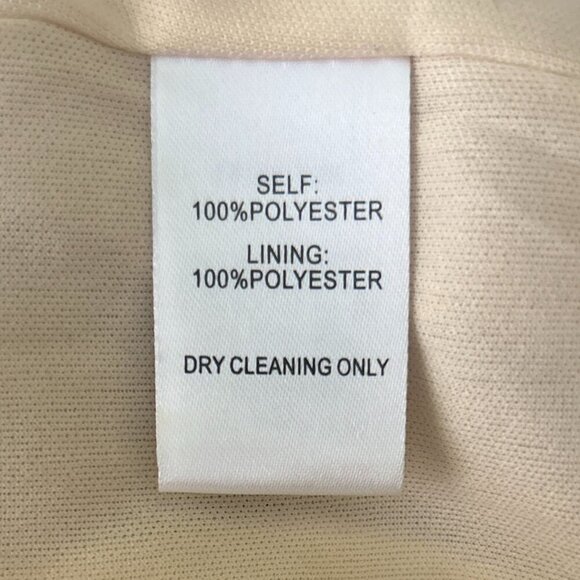 SELF:
100%POLYESTER
LINING:
100%POLYESTER
DRY CLEANING ONLY